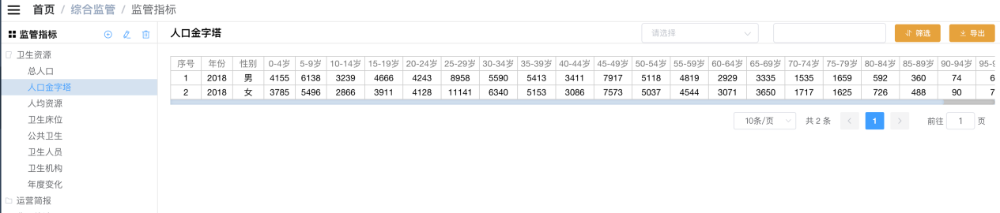 首页 / 综合监管 / 监管指标
监管指标
卫生资源
总人口
人口金字塔
人均资源
卫生床位
公共卫生
卫生人员
卫生机构
年度变化
运营简报
人口金字塔
请选择
筛选
导出
序号 年份 性别 0-4岁 5-9岁 10-14岁 15-19岁 20-24岁 25-29岁 30-34岁 35-39岁 40-44岁 45-49岁 50-54岁 55-59岁 60-64岁 65-69岁 70-74岁 75-79岁 80-84岁 85-89岁 90-94岁 95-9
1 2018 男 4155 6138 3239 4666 4243 8958 5590 5413 3411 7917 5118 4819 2929 3335 1535 1659 592 360 74 6
2 2018 女 3785 5496 2866 3911 4128 11141 6340 5153 3086 7573 5037 4544 3071 3650 1717 1625 726 488 90 7
10条/页 共 2 条 < 1 > 前往 1 页